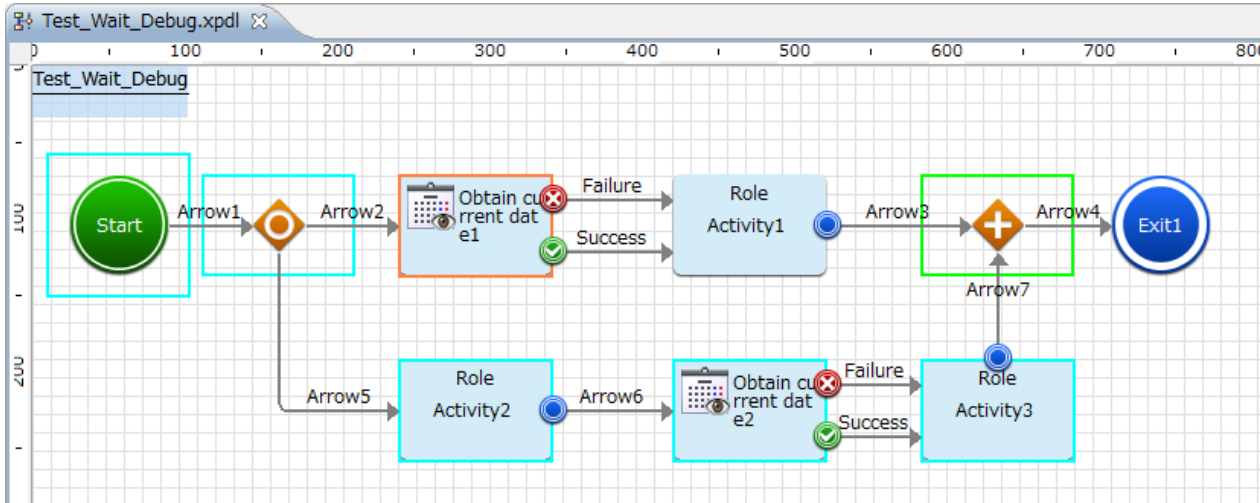 Test_Wait_Debug.xpdl
0 100 200 300 400 500 600 700 800
Test_Wait_Debug
100
200
Start
Arrow1
Arrow2
Obtain cu
rrent dat
e1
Failure
Success
Role
Activity1
Arrow3
Arrow4
Exit1
Arrow7
Arrow5
Role
Activity2
Arrow6
Obtain cu
rrent dat
e2
Failure
Success
Role
Activity3